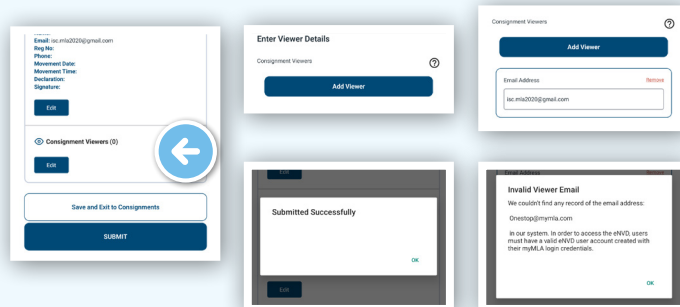 Email: isc.mla2020@gmail.com
Reg No:
Phone:
Movement Date:
Movement Time:
Declaration:
Signature:
Edit
Consignment Viewers (0)
Edit
Save and Exit to Consignments
SUBMIT
Enter Viewer Details
Consignment Viewers
?
Add Viewer
Consignment Viewers
?
Add Viewer
Email Address Remove
isc.mla2020@gmail.com
Edit
Submitted Successfully
OK
Edit
Email Address Remove
Invalid Viewer Email
We couldn't find any record of the email address:
Onestop@mymla.com
in our system. In order to access the eNVD, users
must have a valid eNVD user account created with
their myMLA login credentials.
OK